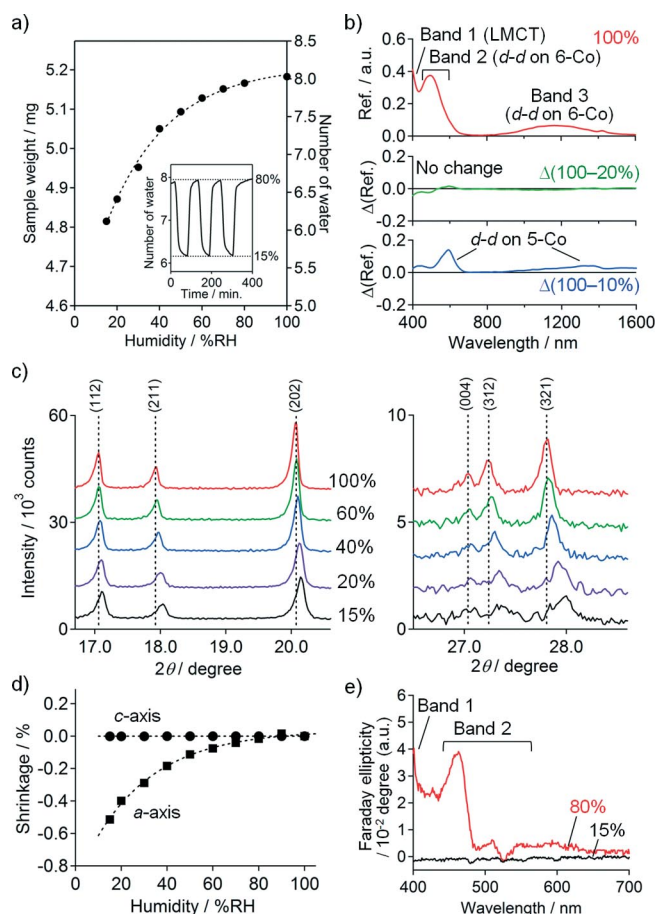 a)
Sample weight / mg
5.2
5.1
5.0
4.9
4.8
4.7
4.6
8.5
8.0
7.5
7.0
6.5
6.0
5.5
5.0
Number of water
0 20 40 60 80 100
Humidity / %RH
Number of water
8
7
6
80%
15%
0 200 400
Time / min.
b)
Ref. / a.u.
0.4
0.2
0.0
Band 1 (LMCT)
100%
Band 2 (d-d on 6-Co)
Band 3
(d-d on 6-Co)
Δ(Ref.)
0.2
0.0
-0.2
No change
Δ(100–20%)
Δ(Ref.)
0.2
0.0
-0.2
d-d on 5-Co
Δ(100–10%)
400 800 1200 1600
Wavelength / nm
c)
Intensity / 10³ counts
60
30
0
(112) (211) (202)
100%
60%
40%
20%
15%
17.0 18.0 19.0 20.0
2θ / degree
10
5
0
(004) (312) (321)
27.0 28.0
2θ / degree
d)
Shrinkage / %
0.2
0.0
-0.2
-0.4
-0.6
-0.8
c-axis
a-axis
0 20 40 60 80 100
Humidity / %RH
e)
Faraday ellipticity
/ 10⁻² degree (a.u.)
6
5
4
3
2
1
0
Band 1
Band 2
80%
15%
400 500 600 700
Wavelength / nm